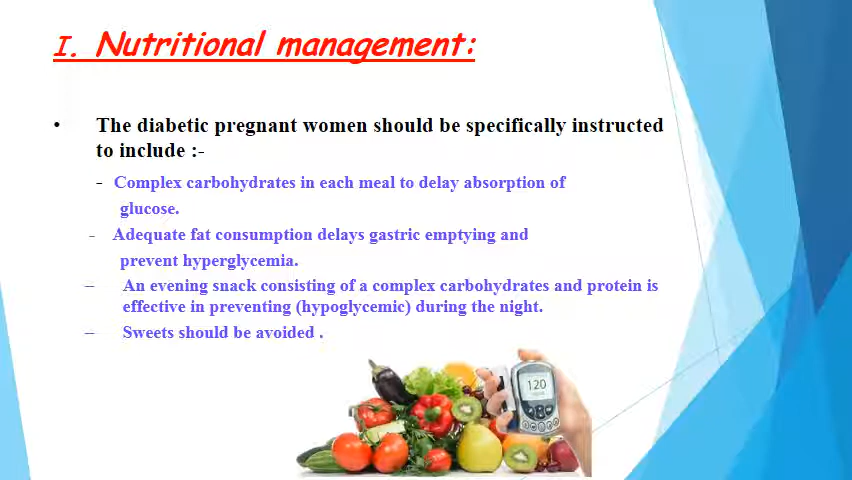 I. Nutritional management:
• The diabetic pregnant women should be specifically instructed
to include :-
- Complex carbohydrates in each meal to delay absorption of
glucose.
- Adequate fat consumption delays gastric emptying and
prevent hyperglycemia.
– An evening snack consisting of a complex carbohydrates and protein is
effective in preventing (hypoglycemic) during the night.
– Sweets should be avoided .
120